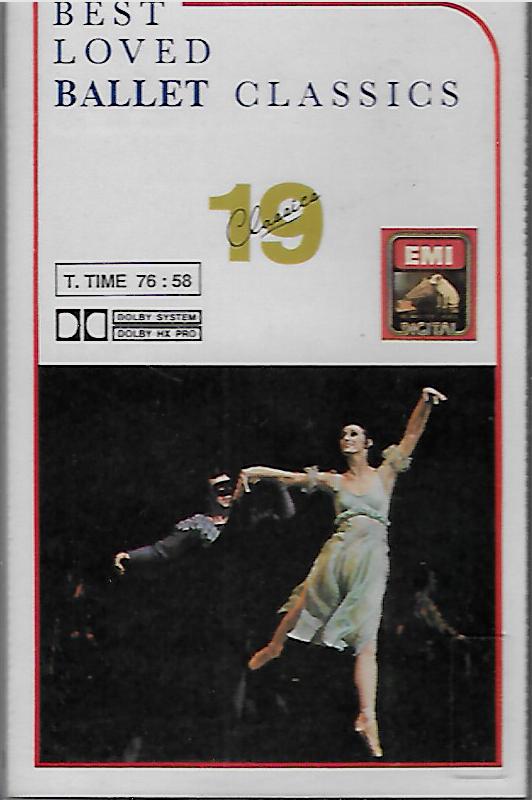 BEST
LOVED
BALLET CLASSICS
19
Classics
EMI
DIGITAL
T. TIME 76 : 58
DOLBY SYSTEM
DOLBY HX PRO